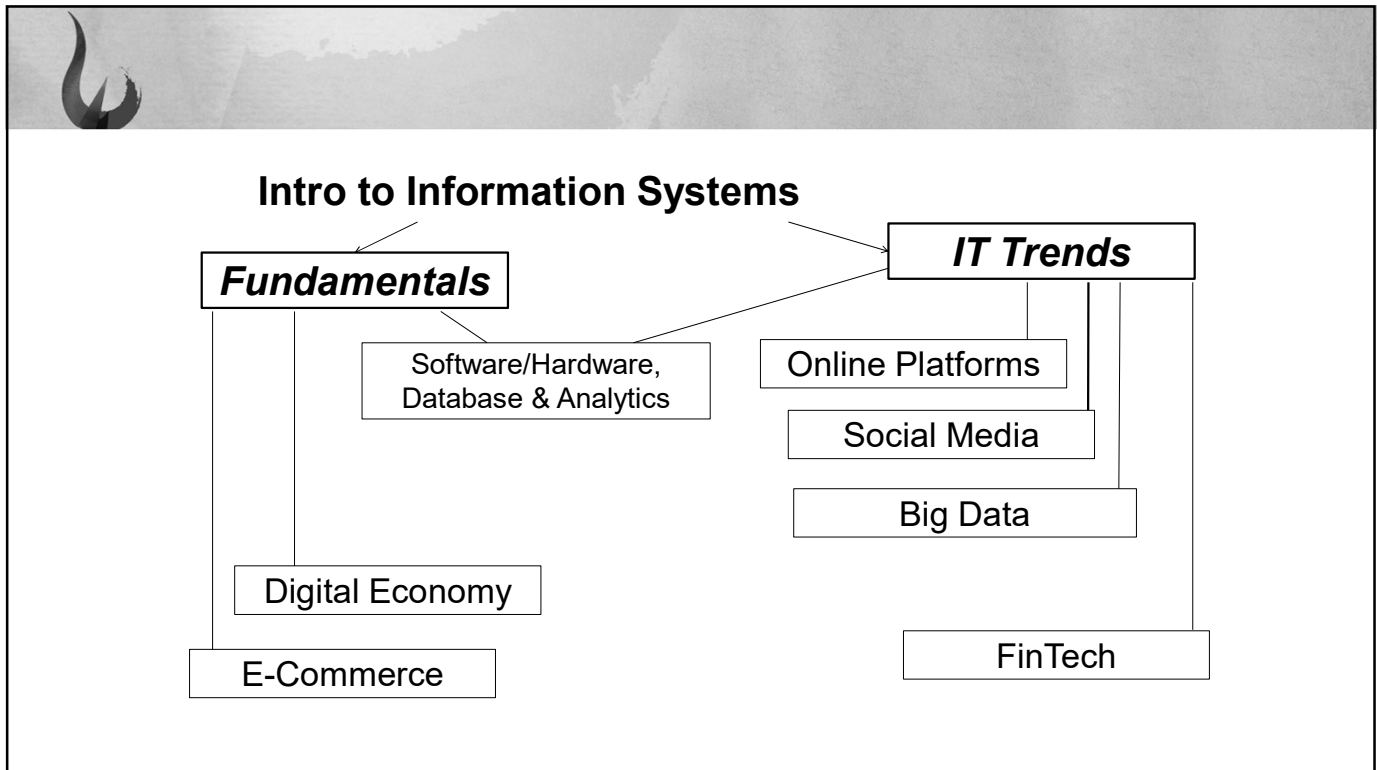 Intro to Information Systems
Fundamentals
IT Trends
Software/Hardware,
Database & Analytics
Online Platforms
Social Media
Big Data
Digital Economy
E-Commerce
FinTech